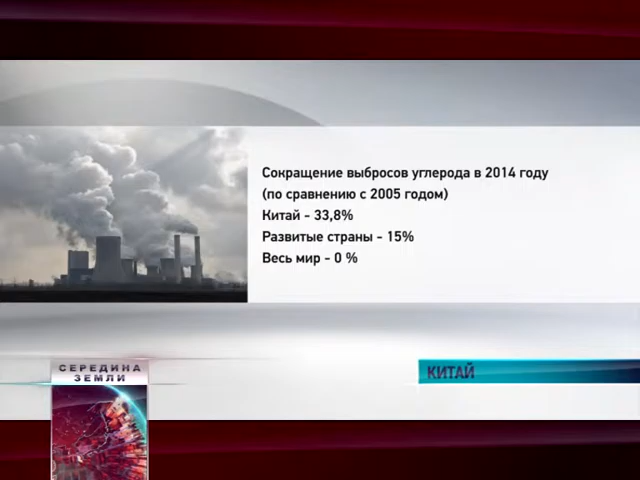 Сокращение выбросов углерода в 2014 году
(по сравнению с 2005 годом)
Китай - 33,8%
Развитые страны - 15%
Весь мир - 0 %
СЕРЕДИНА
ЗЕМЛИ
КИТАЙ